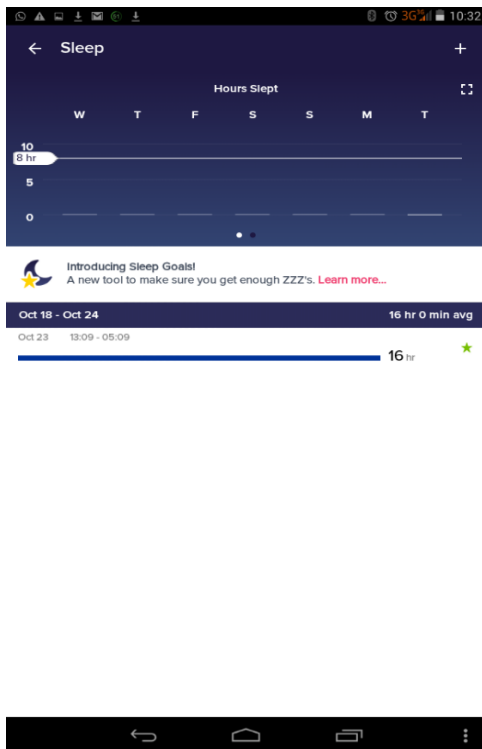 3G 10:32
Sleep
Hours Slept
W T F S S M T
10
8 hr
5
0
Introducing Sleep Goals!
A new tool to make sure you get enough ZZZ's. Learn more...
Oct 18 - Oct 24 16 hr 0 min avg
Oct 23 13:09 - 05:09
16 hr